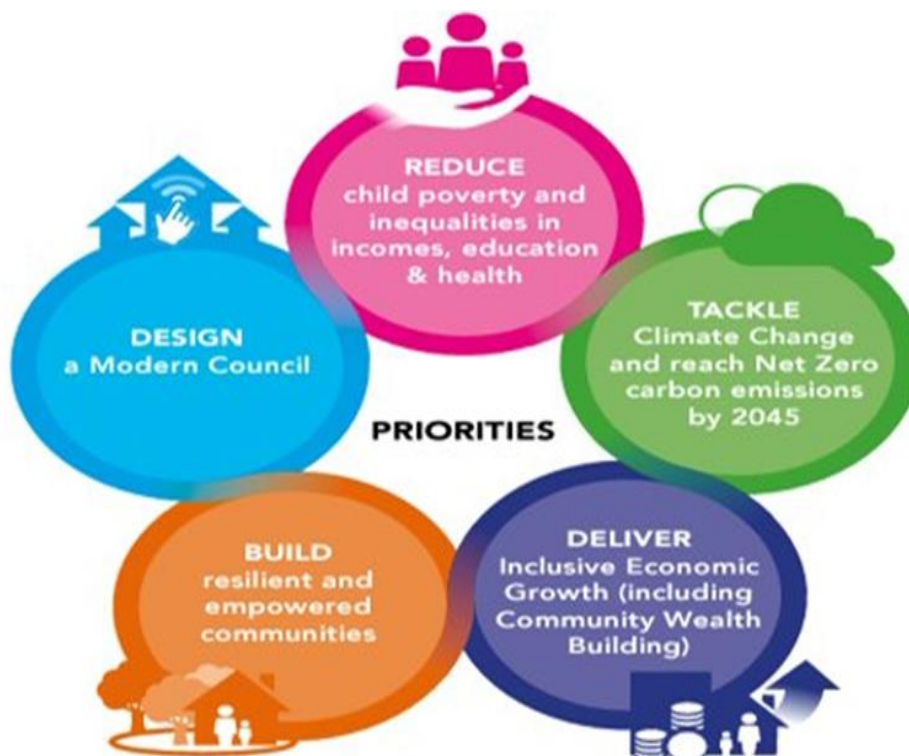 REDUCE
child poverty and
inequalities in
incomes, education
& health
TACKLE
Climate Change
and reach Net Zero
carbon emissions
by 2045
DELIVER
Inclusive Economic
Growth (including
Community Wealth
Building)
BUILD
resilient and
empowered
communities
DESIGN
a Modern Council
PRIORITIES